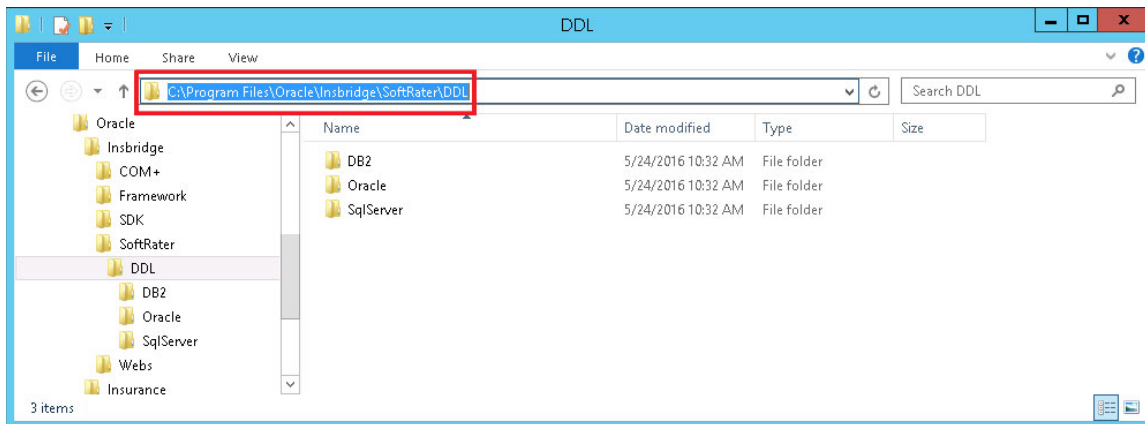 DDL
File Home Share View
C:\Program Files\Oracle\Insbridge\SoftRater\DDL Search DDL
Oracle
Insbridge
COM+
Framework
SDK
SoftRater
DDL
DB2
Oracle
SqlServer
Webs
Insurance
Name Date modified Type Size
DB2 5/24/2016 10:32 AM File folder
Oracle 5/24/2016 10:32 AM File folder
SqlServer 5/24/2016 10:32 AM File folder
3 items